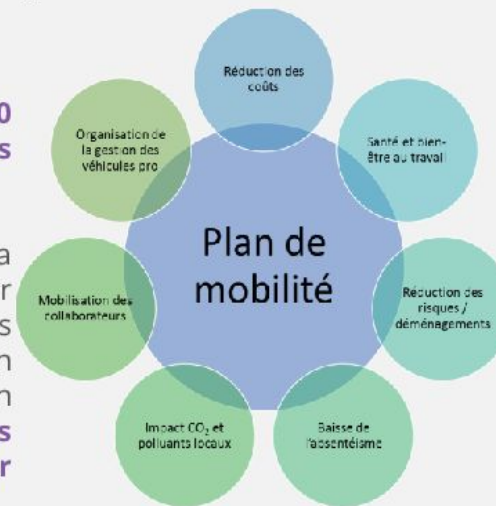 0
s
a
r
s
n
n
s
r
Réduction des
coûts
Santé et bien-
être au travail
Réduction des
risques /
déménagements
Baisse de
l'absentéisme
Impact CO₂ et
polluants locaux
Mobilisation des
collaborateurs
Organisation de
la gestion des
véhicules pro
Plan de
mobilité